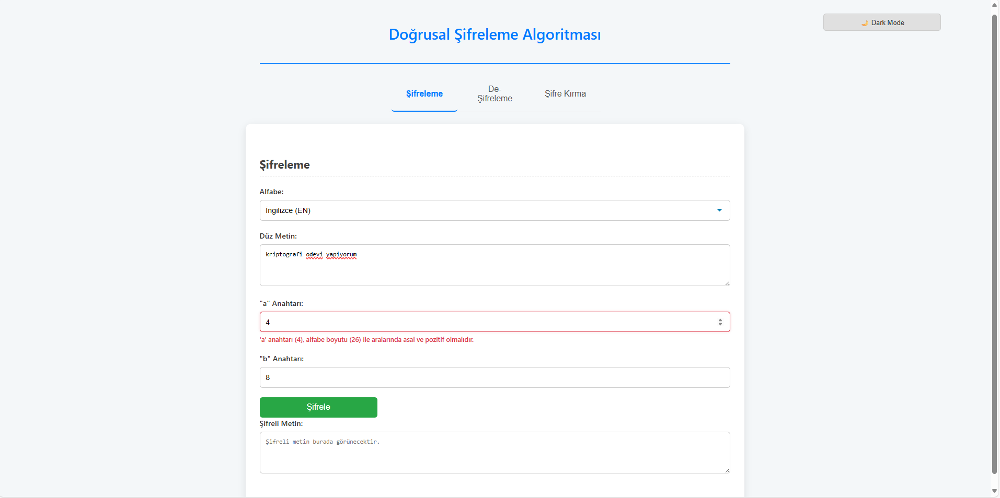 🌙 Dark Mode
Doğrusal Şifreleme Algoritması
Şifreleme
De-
Şifreleme
Şifre Kırma
Şifreleme
Alfabe:
İngilizce (EN)
Düz Metin:
kriptografi odevi yapiyorum
"a" Anahtarı:
4
'a' anahtarı (4), alfabe boyutu (26) ile aralarında asal ve pozitif olmalıdır.
"b" Anahtarı:
8
Şifrele
Şifreli Metin:
Şifreli metin burada görünecektir.